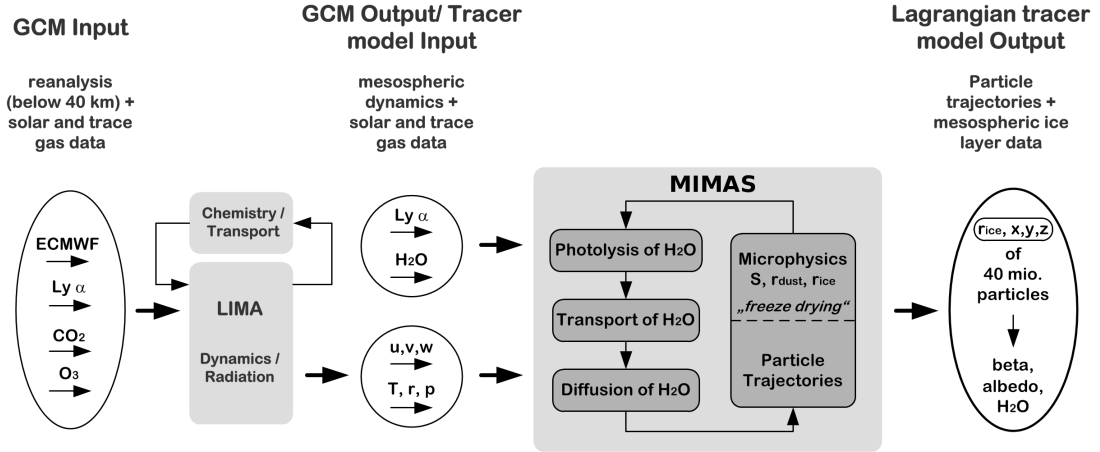 GCM Input
reanalysis
(below 40 km) +
solar and trace
gas data
ECMWF
Ly α
CO2
O3
Chemistry /
Transport
LIMA
Dynamics /
Radiation
GCM Output/ Tracer
model Input
mesospheric
dynamics +
solar and trace
gas data
Ly α
H2O
u,v,w
T, r, p
MIMAS
Photolysis of H2O
Transport of H2O
Diffusion of H2O
Microphysics
S, rdust, rice
„freeze drying“
Particle
Trajectories
Lagrangian tracer
model Output
Particle
trajectories +
mesospheric ice
layer data
rice, x,y,z
of
40 mio.
particles
beta,
albedo,
H2O